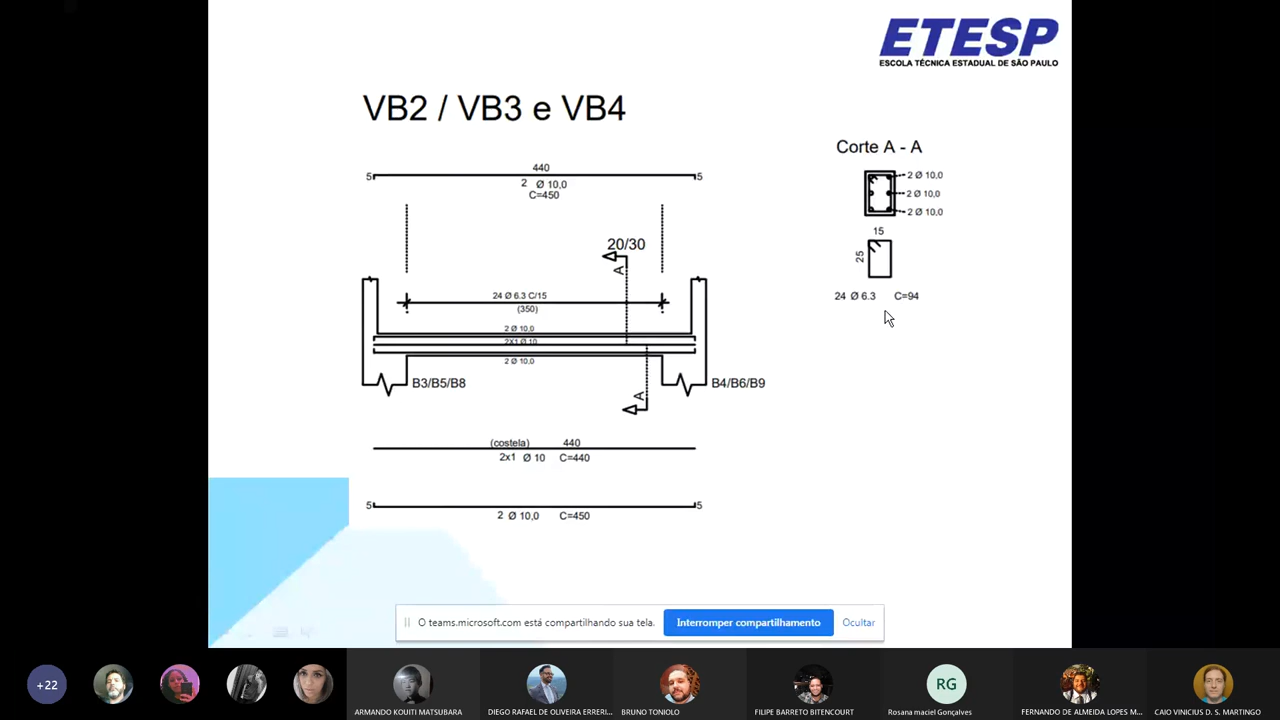 ETESP
ESCOLA TÉCNICA ESTADUAL DE SÃO PAULO
VB2 / VB3 e VB4
Corte A - A
440
5
5
2 Ø 10,0
C=450
2 Ø 10,0
2 Ø 10,0
2 Ø 10,0
15
25
24 Ø 6.3 C=94
20/30
A
24 Ø 6.3 C/15
(350)
2 Ø 10,0
2X1 Ø 10
2 Ø 10,0
B3/B5/B8
B4/B6/B9
A
(costela) 440
2x1 Ø 10 C=440
5
5
2 Ø 10,0 C=450
O teams.microsoft.com está compartilhando sua tela.
Interromper compartilhamento
Ocultar
+22
RG
ARMANDO KOUITI MATSUBARA
DIEGO RAFAEL DE OLIVEIRA ERRERI...
BRUNO TONIOLO
FILIPE BARRETO BITENCOURT
Rosana maciel Gonçalves
FERNANDO DE ALMEIDA LOPES M...
CAIO VINICIUS D. S. MARTINGO